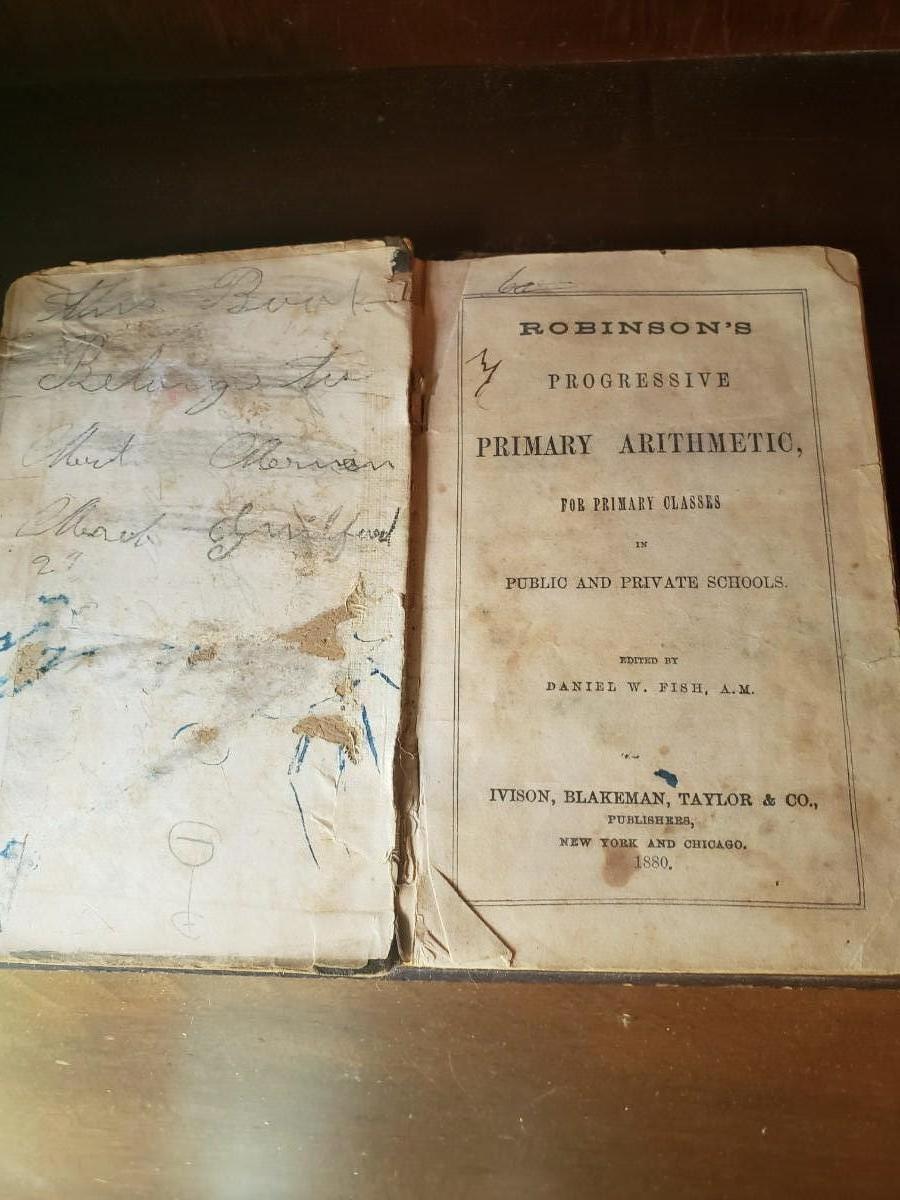 This Book
Belongs to
6
ROBINSON'S
PROGRESSIVE
PRIMARY ARITHMETIC,
FOR PRIMARY CLASSES
IN
PUBLIC AND PRIVATE SCHOOLS.
EDITED BY
DANIEL W. FISH, A.M.
IVISON, BLAKEMAN, TAYLOR & CO.,
PUBLISHERS,
NEW YORK AND CHICAGO.
1880.